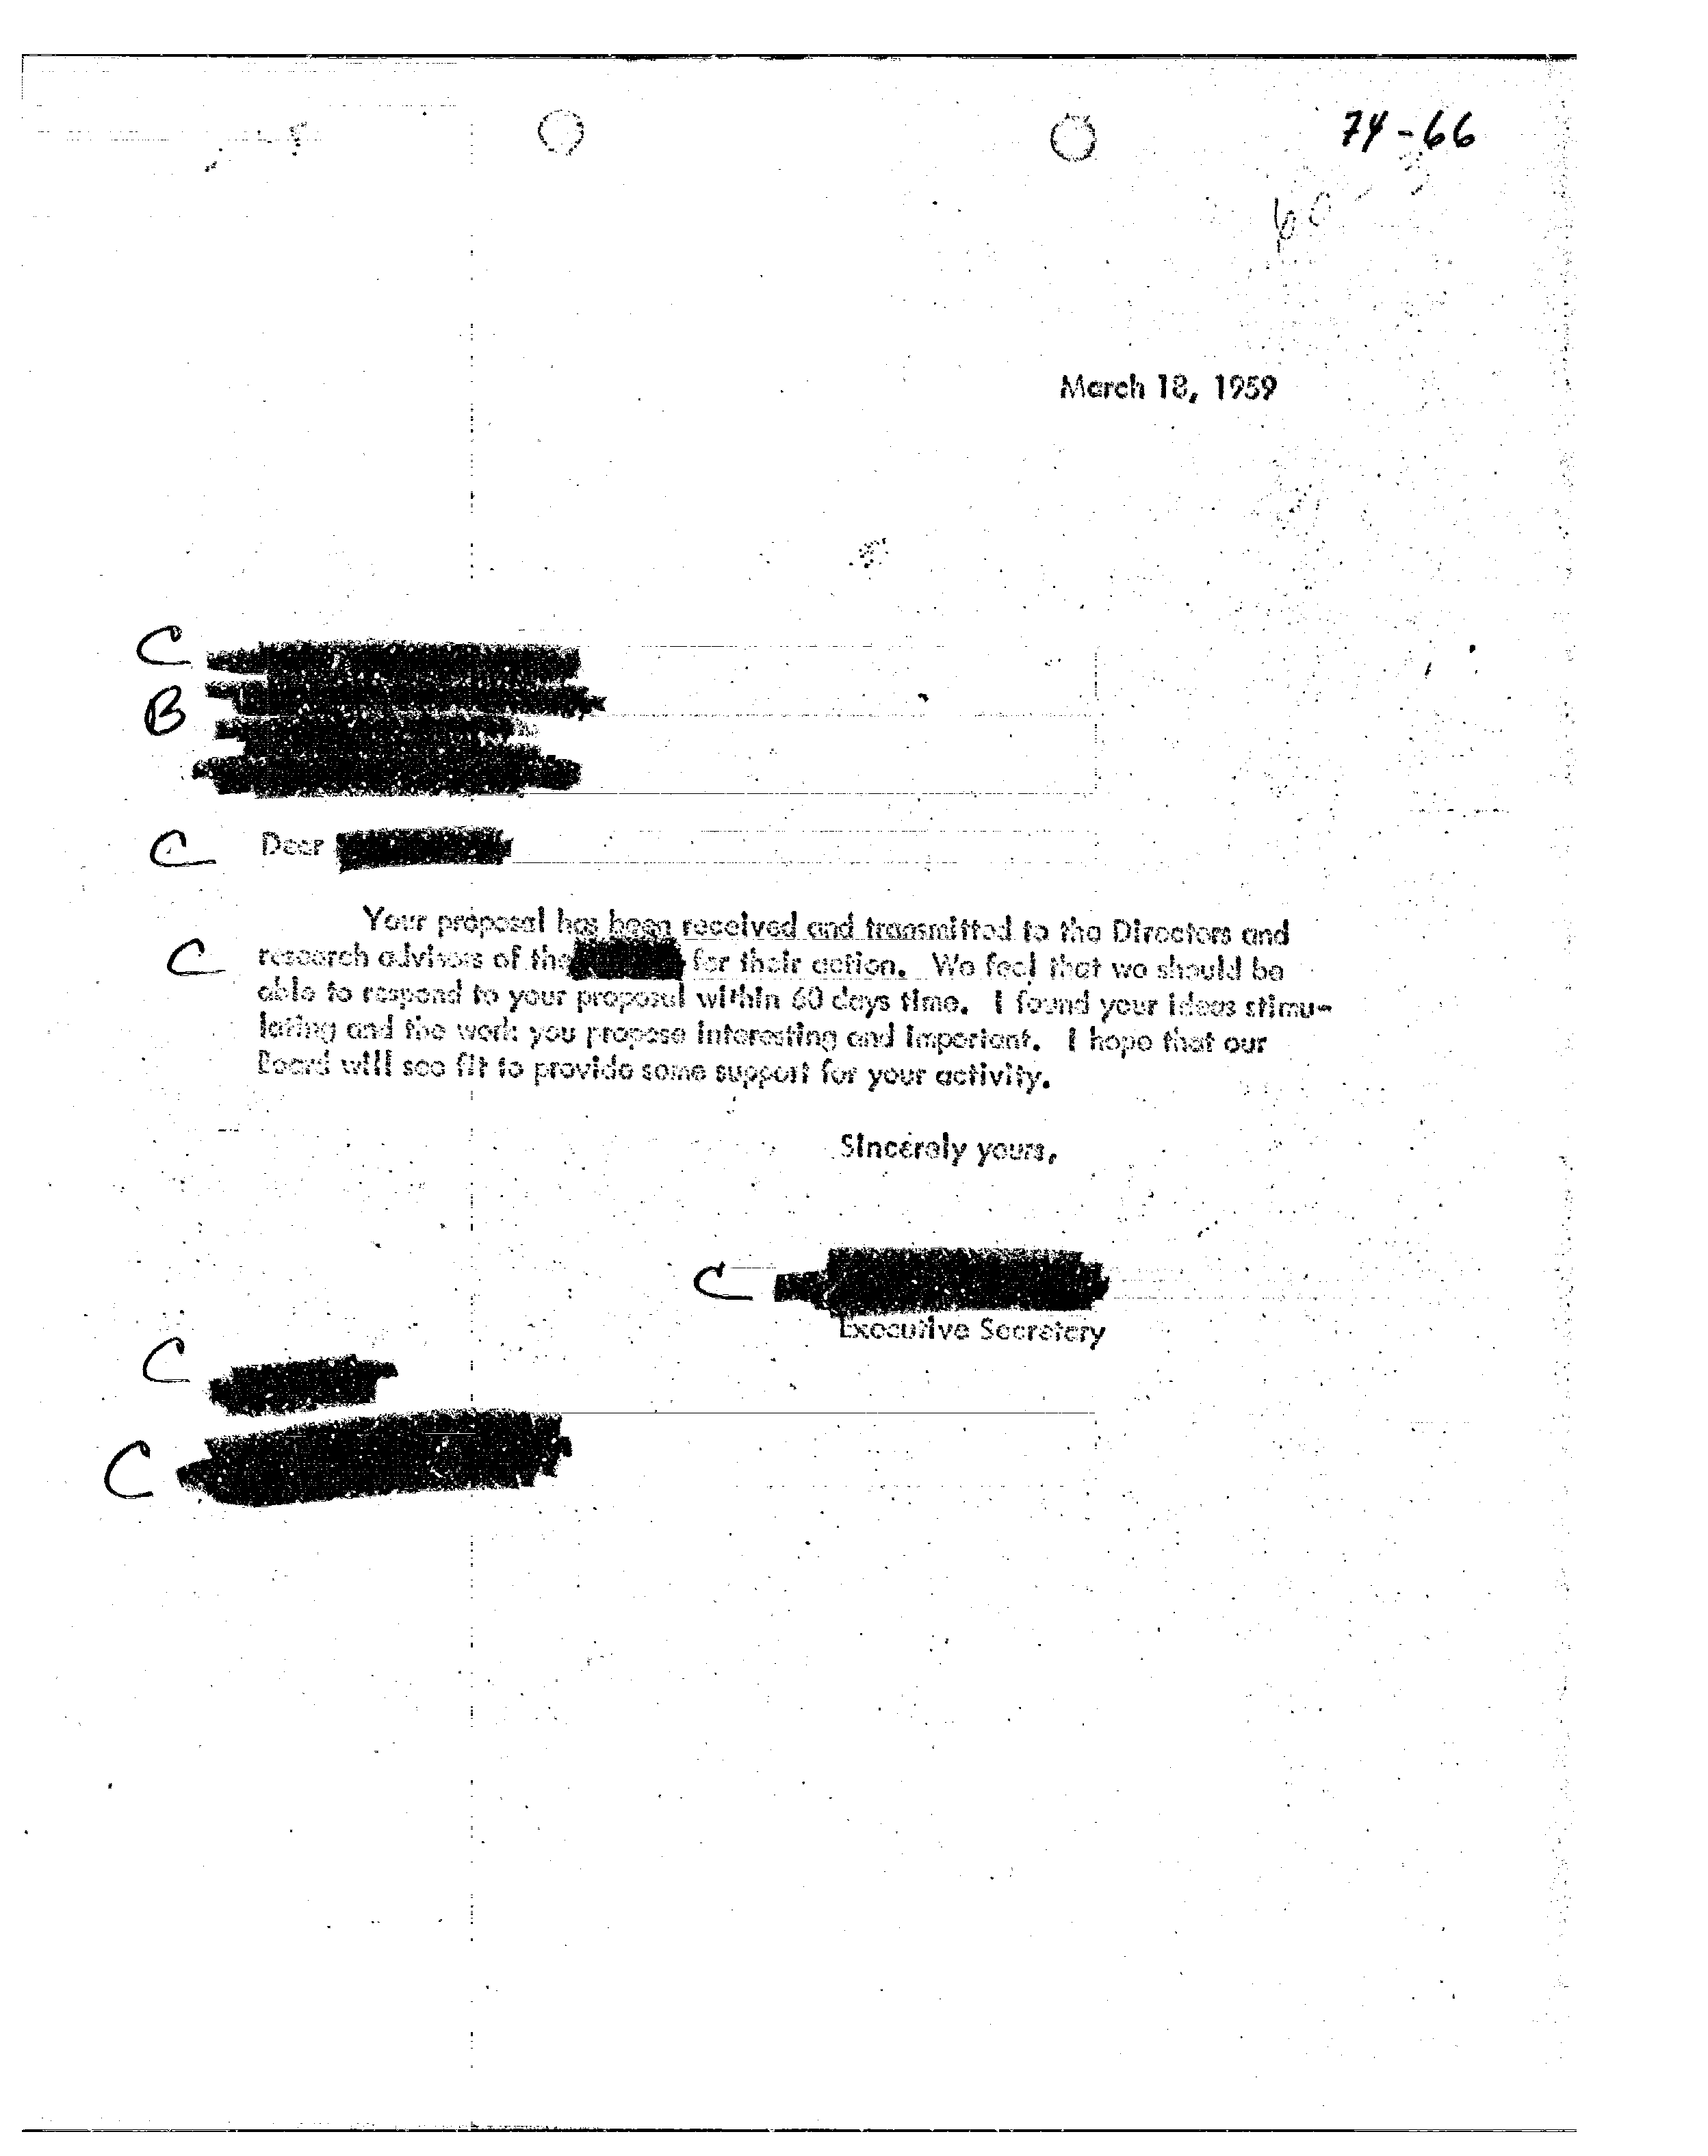 74-66
March 18, 1959
C
B
C Dear
Your proposal has been received and transmitted to the Directors and
C research advisors of the for their action. We feel that we should be
able to respond to your proposal within 60 days time. I found your ideas stimu-
lating and the work you propose interesting and important. I hope that our
Board will see fit to provide some support for your activity.
Sincerely yours,
C
Executive Secretary
C
C